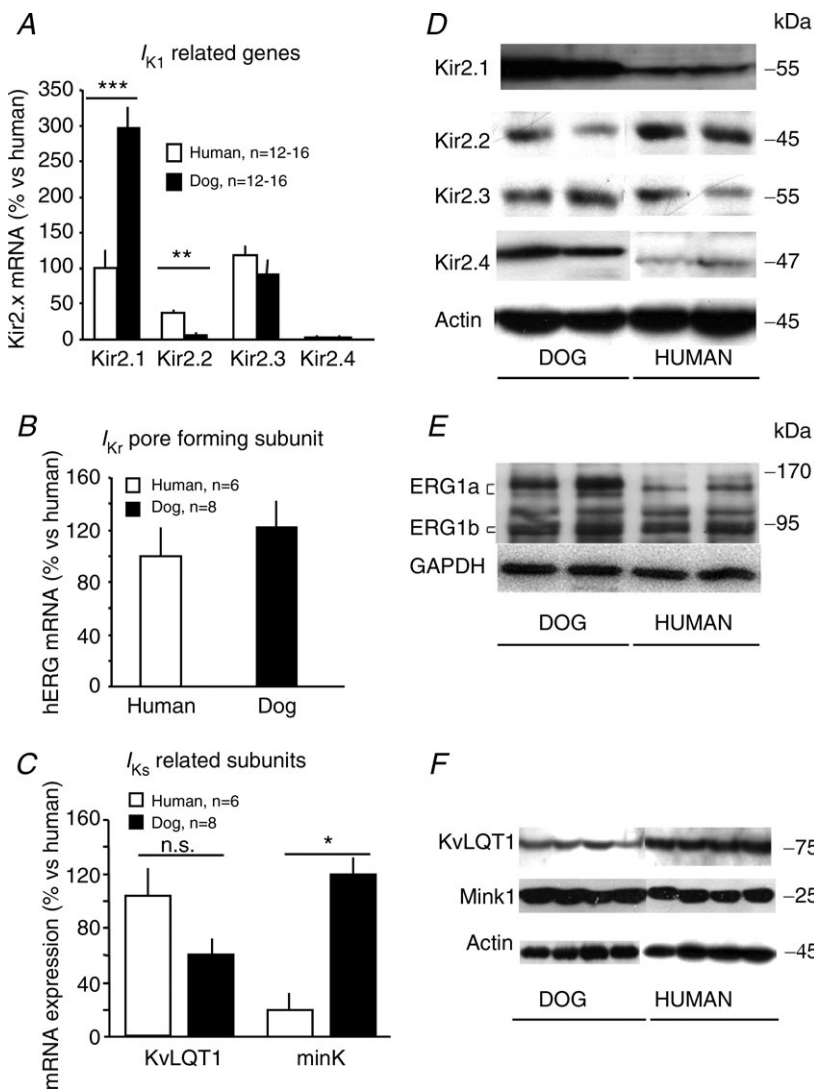 A
I_K1 related genes
Kir2.x mRNA (% vs human)
350
300
250
200
150
100
50
0
***
**
Human, n=12-16
Dog, n=12-16
Kir2.1 Kir2.2 Kir2.3 Kir2.4
B
I_Kr pore forming subunit
hERG mRNA (% vs human)
160
120
80
40
0
Human, n=6
Dog, n=8
Human Dog
C
I_Ks related subunits
mRNA expression (% vs human)
160
120
80
40
0
Human, n=6
Dog, n=8
n.s.
*
KvLQT1 minK
D
kDa
Kir2.1 –55
Kir2.2 –45
Kir2.3 –55
Kir2.4 –47
Actin –45
DOG HUMAN
E
kDa
–170
ERG1a
ERG1b –95
GAPDH
DOG HUMAN
F
KvLQT1 –75
Mink1 –25
Actin –45
DOG HUMAN